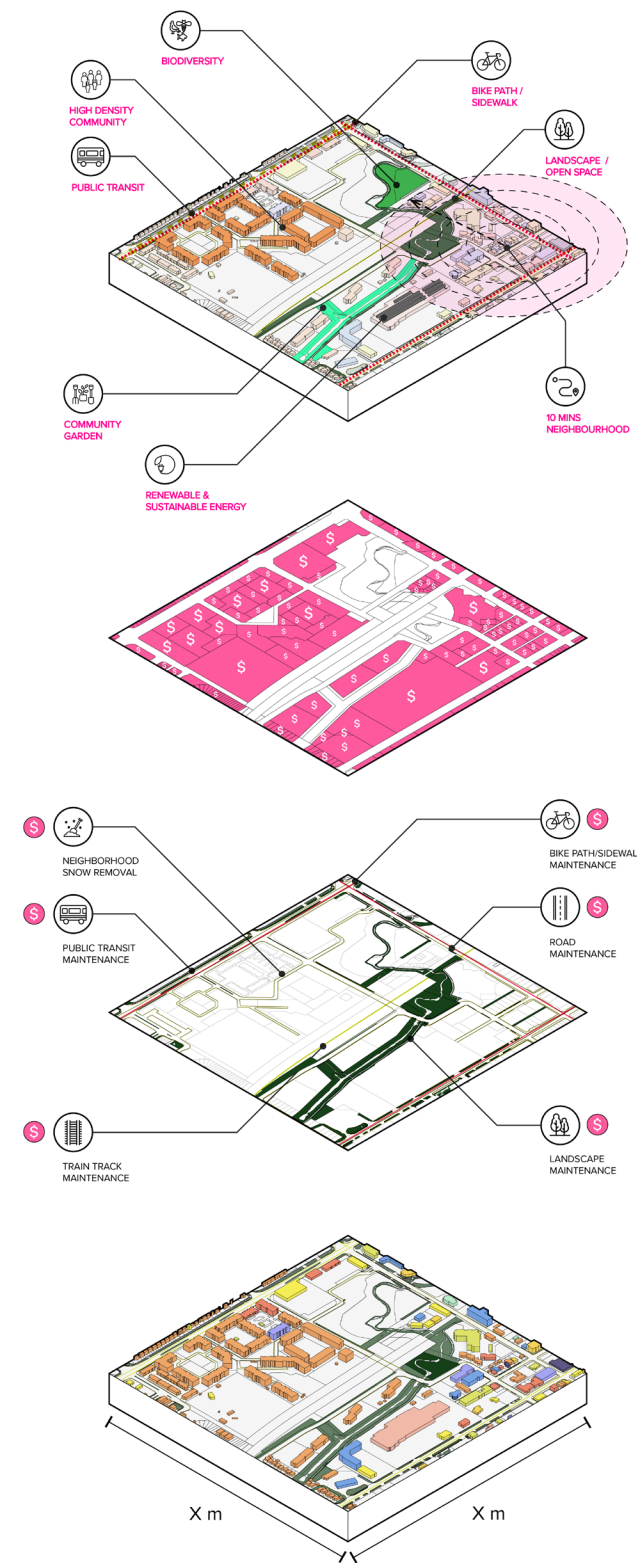 BIODIVERSITY
BIKE PATH /
SIDEWALK
HIGH DENSITY
COMMUNITY
LANDSCAPE /
OPEN SPACE
PUBLIC TRANSIT
COMMUNITY
GARDEN
10 MINS
NEIGHBOURHOOD
RENEWABLE &
SUSTAINABLE ENERGY
$ $ $ $ $ $ $ $ $ $ $ $ $ $ $ $ $ $ $ $ $ $ $ $ $ $ $ $ $ $ $ $ $ $ $ $ $ $ $ $
$
$
NEIGHBORHOOD
SNOW REMOVAL
BIKE PATH/SIDEWAL
MAINTENANCE
$
$
PUBLIC TRANSIT
MAINTENANCE
ROAD
MAINTENANCE
$
$
TRAIN TRACK
MAINTENANCE
LANDSCAPE
MAINTENANCE
X m
X m